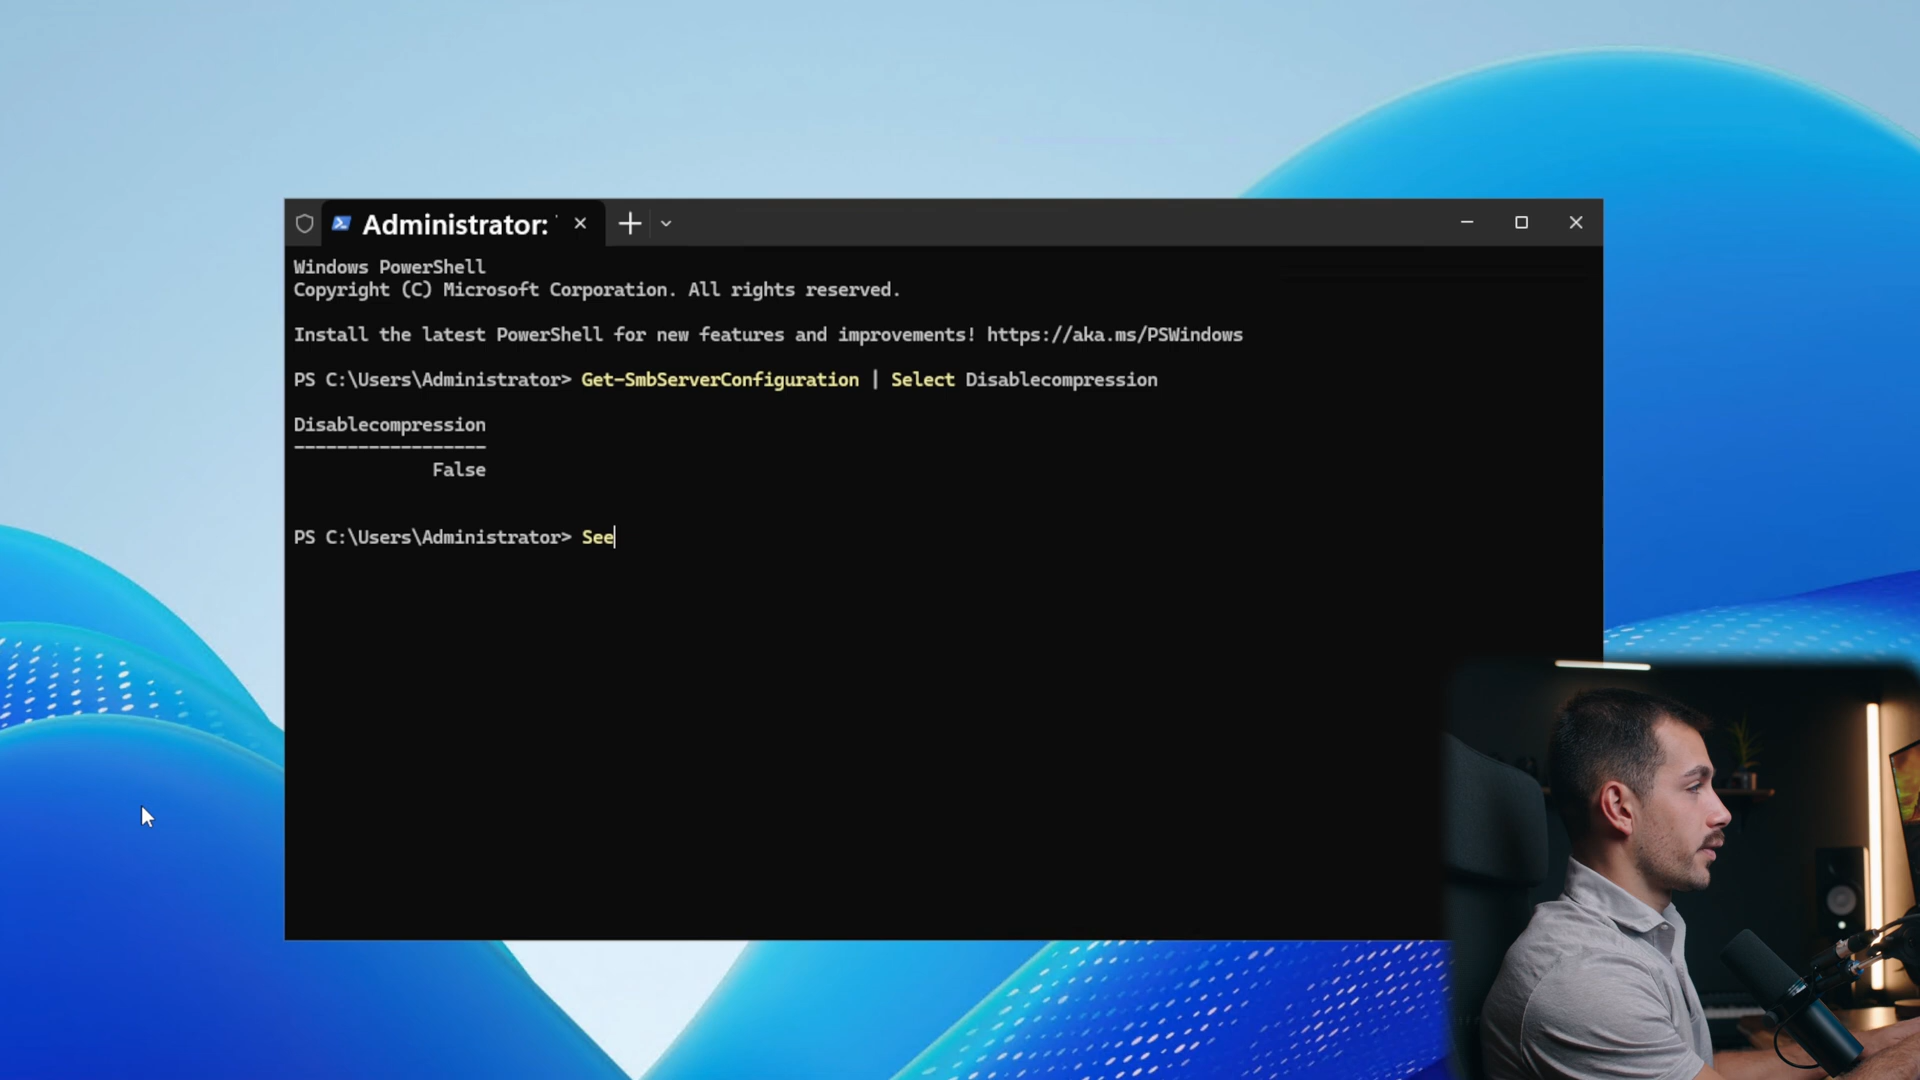 Administrator:
Windows PowerShell
Copyright (C) Microsoft Corporation. All rights reserved.
Install the latest PowerShell for new features and improvements! https://aka.ms/PSWindows
PS C:\Users\Administrator> Get-SmbServerConfiguration | Select Disablecompression
Disablecompression
------------------
False
PS C:\Users\Administrator> See